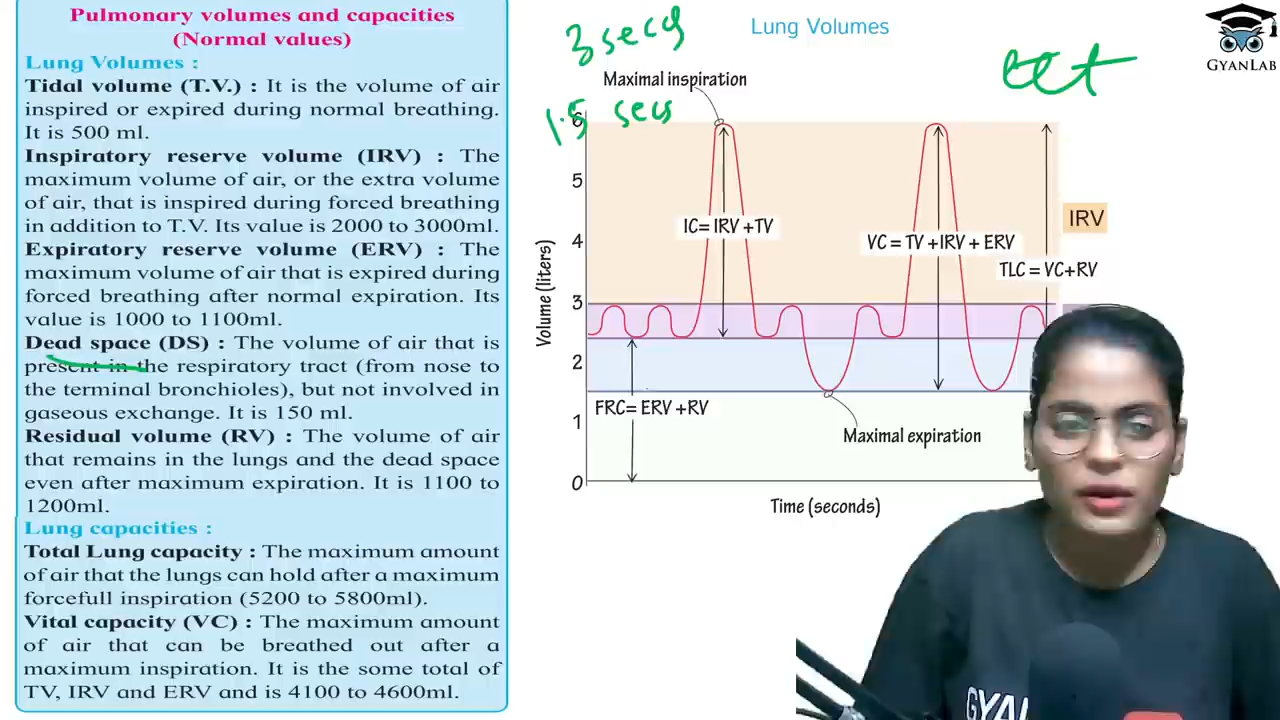 Pulmonary volumes and capacities
(Normal values)
Lung Volumes :
Tidal volume (T.V.) : It is the volume of air
inspired or expired during normal breathing.
It is 500 ml.
Inspiratory reserve volume (IRV) : The
maximum volume of air, or the extra volume
of air, that is inspired during forced breathing
in addition to T.V. Its value is 2000 to 3000ml.
Expiratory reserve volume (ERV) : The
maximum volume of air that is expired during
forced breathing after normal expiration. Its
value is 1000 to 1100ml.
Dead space (DS) : The volume of air that is
present in the respiratory tract (from nose to
the terminal bronchioles), but not involved in
gaseous exchange. It is 150 ml.
Residual volume (RV) : The volume of air
that remains in the lungs and the dead space
even after maximum expiration. It is 1100 to
1200ml.
Lung capacities :
Total Lung capacity : The maximum amount
of air that the lungs can hold after a maximum
forcefull inspiration (5200 to 5800ml).
Vital capacity (VC) : The maximum amount
of air that can be breathed out after a
maximum inspiration. It is the some total of
TV, IRV and ERV and is 4100 to 4600ml.
3 secs
1.5 secs
Lung Volumes
GYANLAB
Maximal inspiration
6
5
4
3
2
1
0
Volume (liters)
IC= IRV +TV
VC = TV +IRV + ERV
IRV
TLC = VC+RV
FRC= ERV +RV
Maximal expiration
Time (seconds)
GYAN